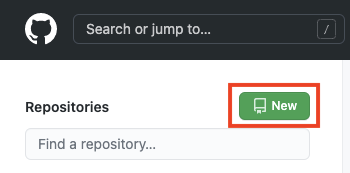 Search or jump to...
/
Repositories
New
Find a repository...